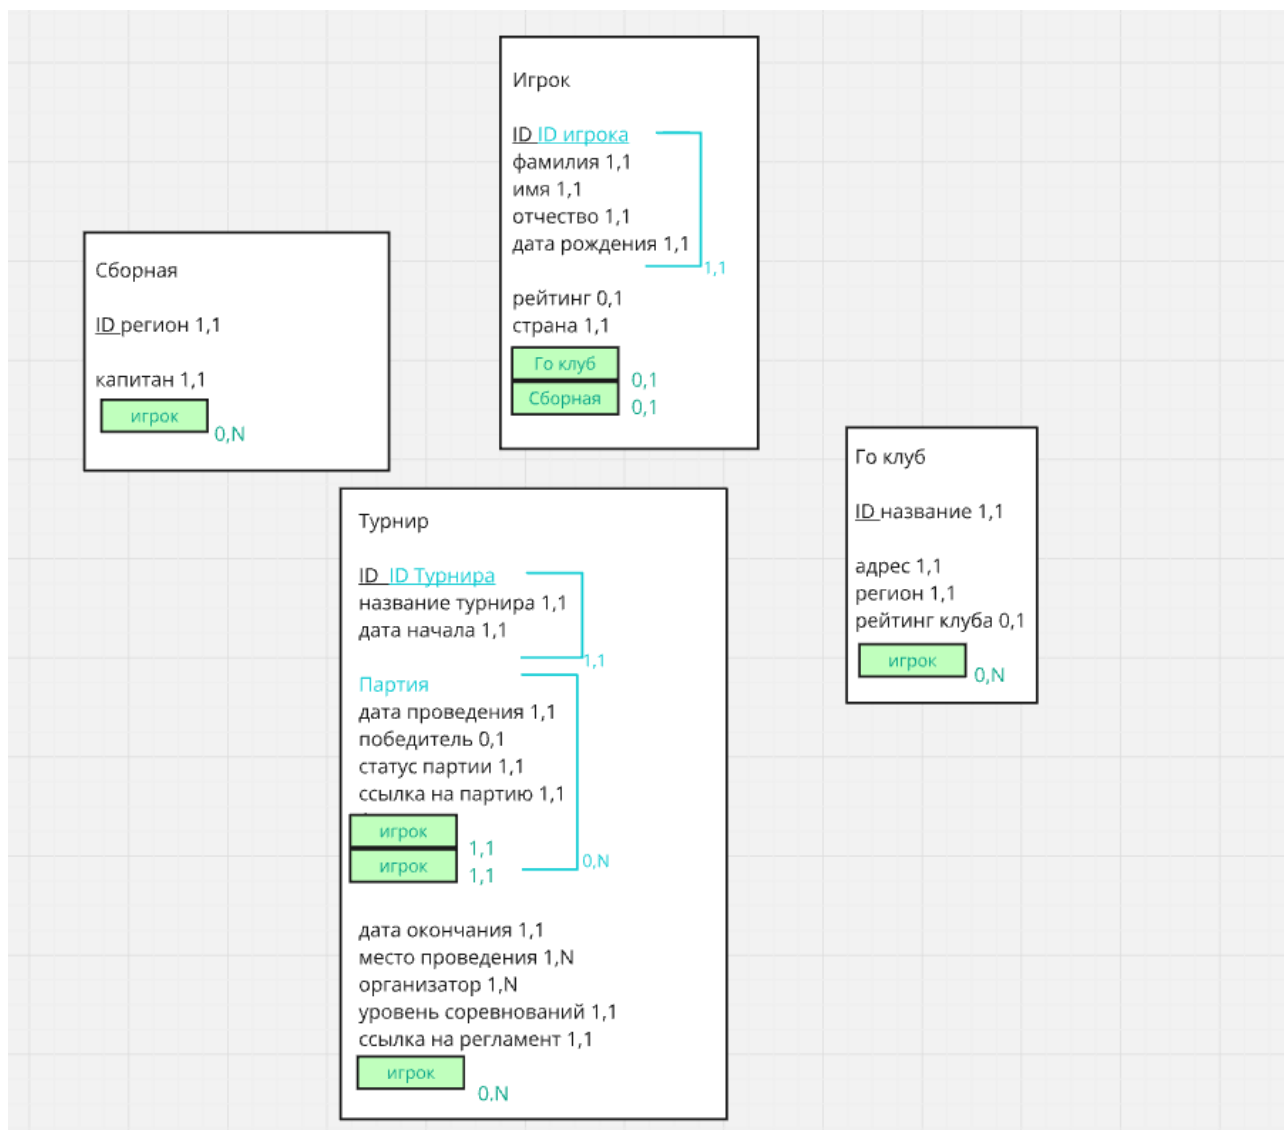 Игрок
ID ID игрока
фамилия 1,1
имя 1,1
отчество 1,1
дата рождения 1,1
1,1
рейтинг 0,1
страна 1,1
Го клуб
0,1
Сборная
0,1
Сборная
ID регион 1,1
капитан 1,1
игрок
0,N
Го клуб
ID название 1,1
адрес 1,1
регион 1,1
рейтинг клуба 0,1
игрок
0,N
Турнир
ID ID Турнира
название турнира 1,1
дата начала 1,1
1,1
Партия
дата проведения 1,1
победитель 0,1
статус партии 1,1
ссылка на партию 1,1
игрок
1,1
игрок
1,1
0,N
дата окончания 1,1
место проведения 1,N
организатор 1,N
уровень соревнований 1,1
ссылка на регламент 1,1
игрок
0,N